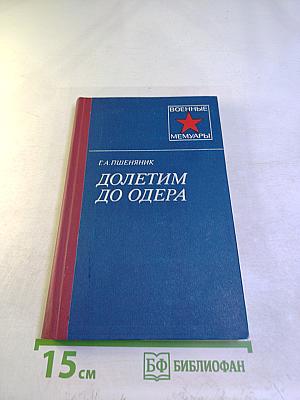 ВОЕННЫЕ
МЕМУАРЫ
Г.А.ПШЕНЯНИК
ДОЛЕТИМ
ДО ОДЕРА
15 см
БФ БИБЛИОФАН